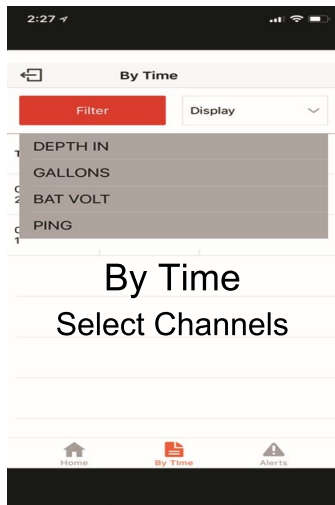 2:27
By Time
Filter Display
DEPTH IN
GALLONS
BAT VOLT
PING
By Time
Select Channels
Home By Time Alerts